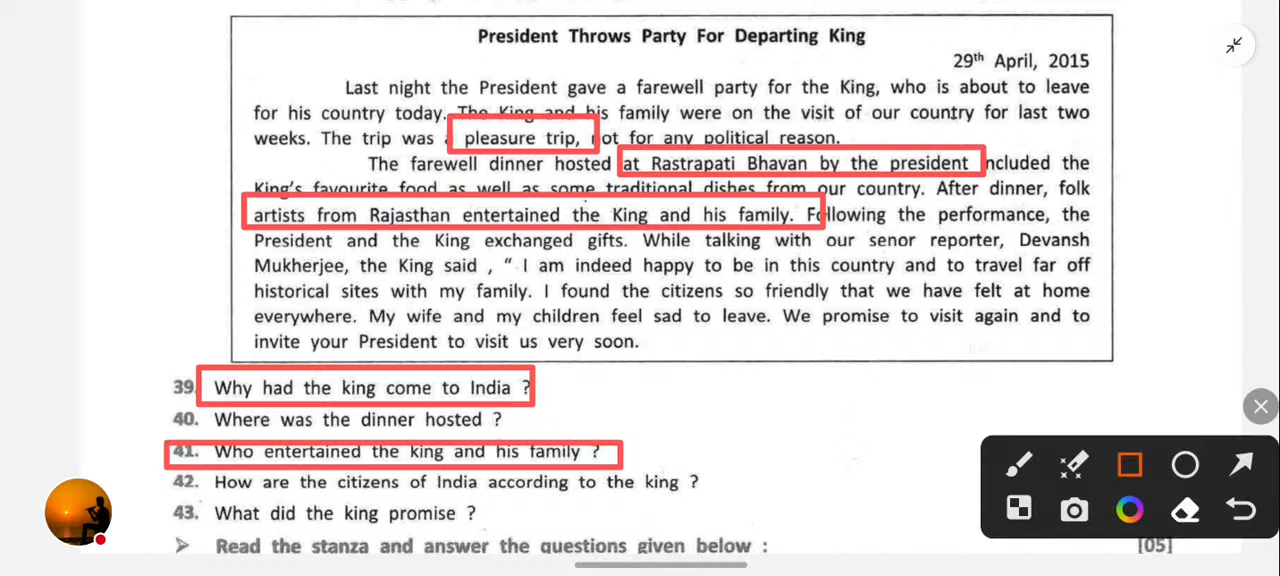 President Throws Party For Departing King
29th April, 2015
Last night the President gave a farewell party for the King, who is about to leave
for his country today. The King and his family were on the visit of our country for last two
weeks. The trip was a pleasure trip, not for any political reason.
The farewell dinner hosted at Rastrapati Bhavan by the president included the
King's favourite food as well as some traditional dishes from our country. After dinner, folk
artists from Rajasthan entertained the King and his family. Following the performance, the
President and the King exchanged gifts. While talking with our senor reporter, Devansh
Mukherjee, the King said , " I am indeed happy to be in this country and to travel far off
historical sites with my family. I found the citizens so friendly that we have felt at home
everywhere. My wife and my children feel sad to leave. We promise to visit again and to
invite your President to visit us very soon.
39. Why had the king come to India ?
40. Where was the dinner hosted ?
41. Who entertained the king and his family ?
42. How are the citizens of India according to the king ?
43. What did the king promise ?
➢ Read the stanza and answer the questions given below : [05]